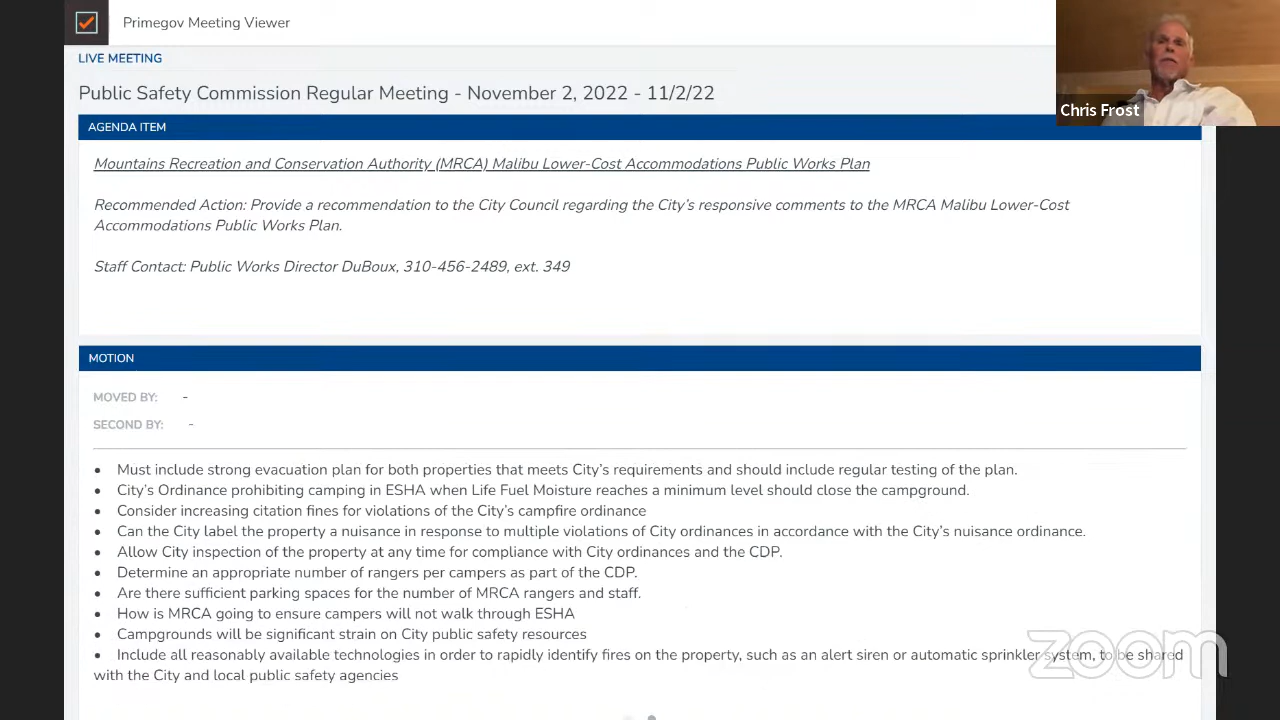 Primegov Meeting Viewer
LIVE MEETING
Public Safety Commission Regular Meeting - November 2, 2022 - 11/2/22
Chris Frost
AGENDA ITEM
Mountains Recreation and Conservation Authority (MRCA) Malibu Lower-Cost Accommodations Public Works Plan
Recommended Action: Provide a recommendation to the City Council regarding the City's responsive comments to the MRCA Malibu Lower-Cost
Accommodations Public Works Plan.
Staff Contact: Public Works Director DuBoux, 310-456-2489, ext. 349
MOTION
MOVED BY: -
SECOND BY: -
• Must include strong evacuation plan for both properties that meets City's requirements and should include regular testing of the plan.
• City's Ordinance prohibiting camping in ESHA when Life Fuel Moisture reaches a minimum level should close the campground.
• Consider increasing citation fines for violations of the City's campfire ordinance
• Can the City label the property a nuisance in response to multiple violations of City ordinances in accordance with the City's nuisance ordinance.
• Allow City inspection of the property at any time for compliance with City ordinances and the CDP.
• Determine an appropriate number of rangers per campers as part of the CDP.
• Are there sufficient parking spaces for the number of MRCA rangers and staff.
• How is MRCA going to ensure campers will not walk through ESHA
• Campgrounds will be significant strain on City public safety resources
• Include all reasonably available technologies in order to rapidly identify fires on the property, such as an alert siren or automatic sprinkler system, to be shared
with the City and local public safety agencies
zoom